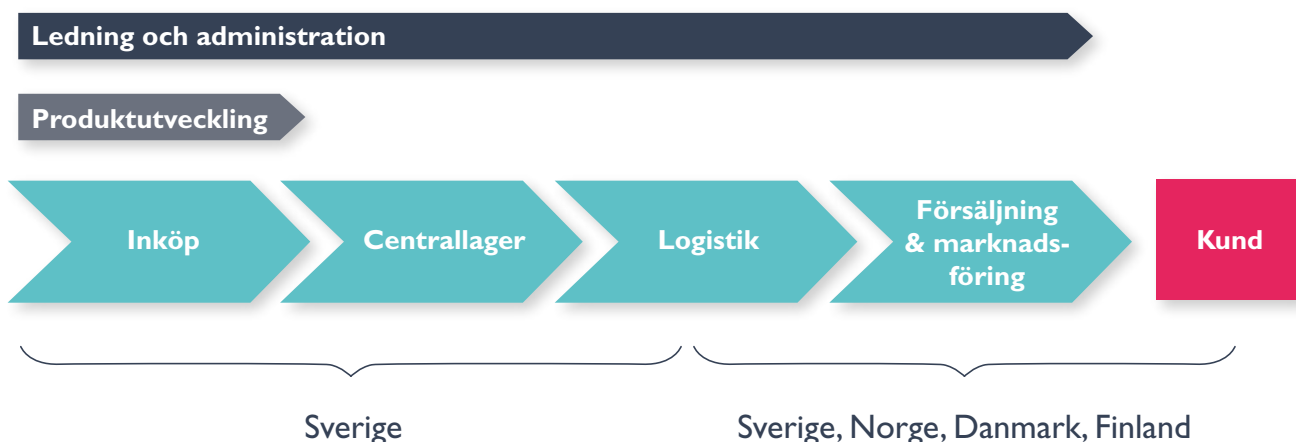 Ledning och administration
Produktutveckling
Inköp
Centrallager
Logistik
Försäljning
& marknads-
föring
Kund
Sverige
Sverige, Norge, Danmark, Finland